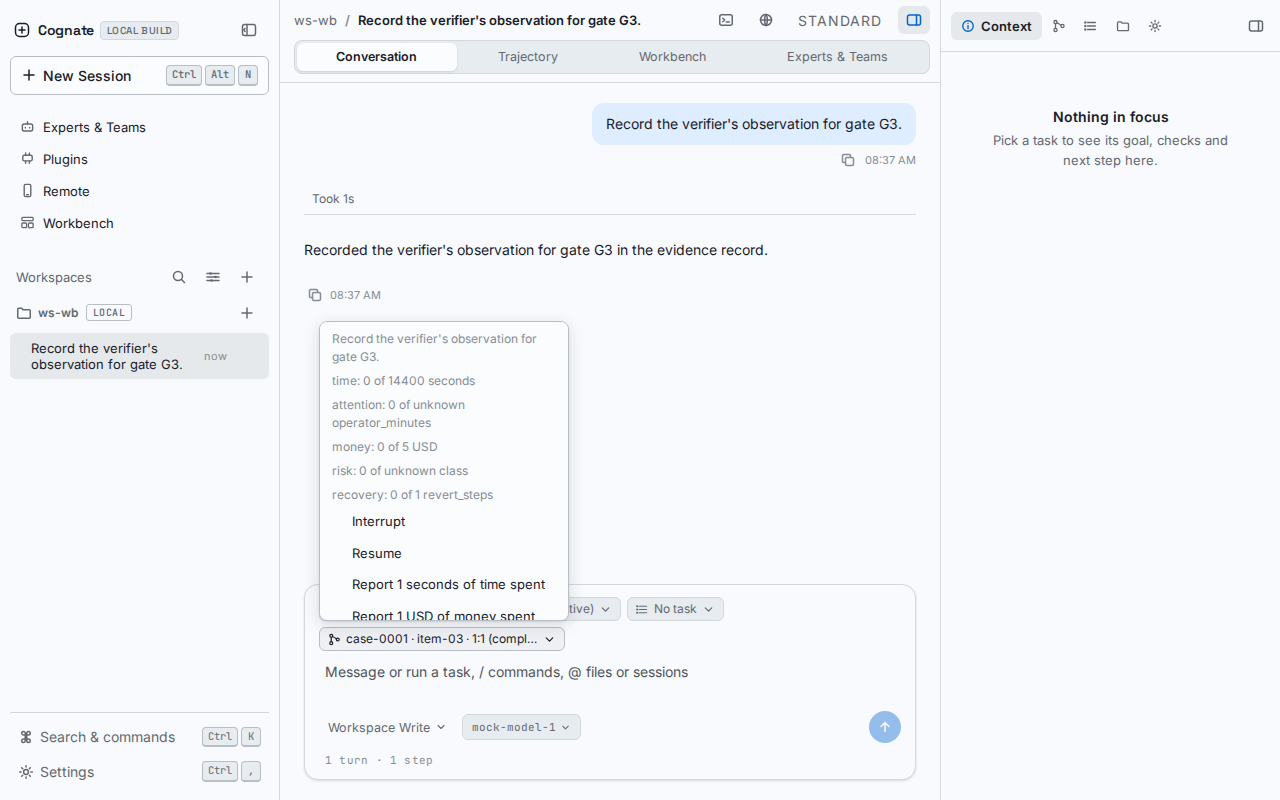 Cognate LOCAL BUILD
New Session Ctrl Alt N
Experts & Teams
Plugins
Remote
Workbench
Workspaces
ws-wb LOCAL
Record the verifier's
observation for gate G3.
now
Search & commands Ctrl K
Settings Ctrl ,
ws-wb / Record the verifier's observation for gate G3.
STANDARD
Conversation Trajectory Workbench Experts & Teams
Record the verifier's observation for gate G3.
08:37 AM
Took 1s
Recorded the verifier's observation for gate G3 in the evidence record.
08:37 AM
Record the verifier's observation for
gate G3.
time: 0 of 14400 seconds
attention: 0 of unknown
operator_minutes
money: 0 of 5 USD
risk: 0 of unknown class
recovery: 0 of 1 revert_steps
Interrupt
Resume
Report 1 seconds of time spent
Report 1 USD of money spent
tive) No task
case-0001 · item-03 · 1:1 (compl...
Message or run a task, / commands, @ files or sessions
Workspace Write mock-model-1
1 turn · 1 step
Context
Nothing in focus
Pick a task to see its goal, checks and
next step here.